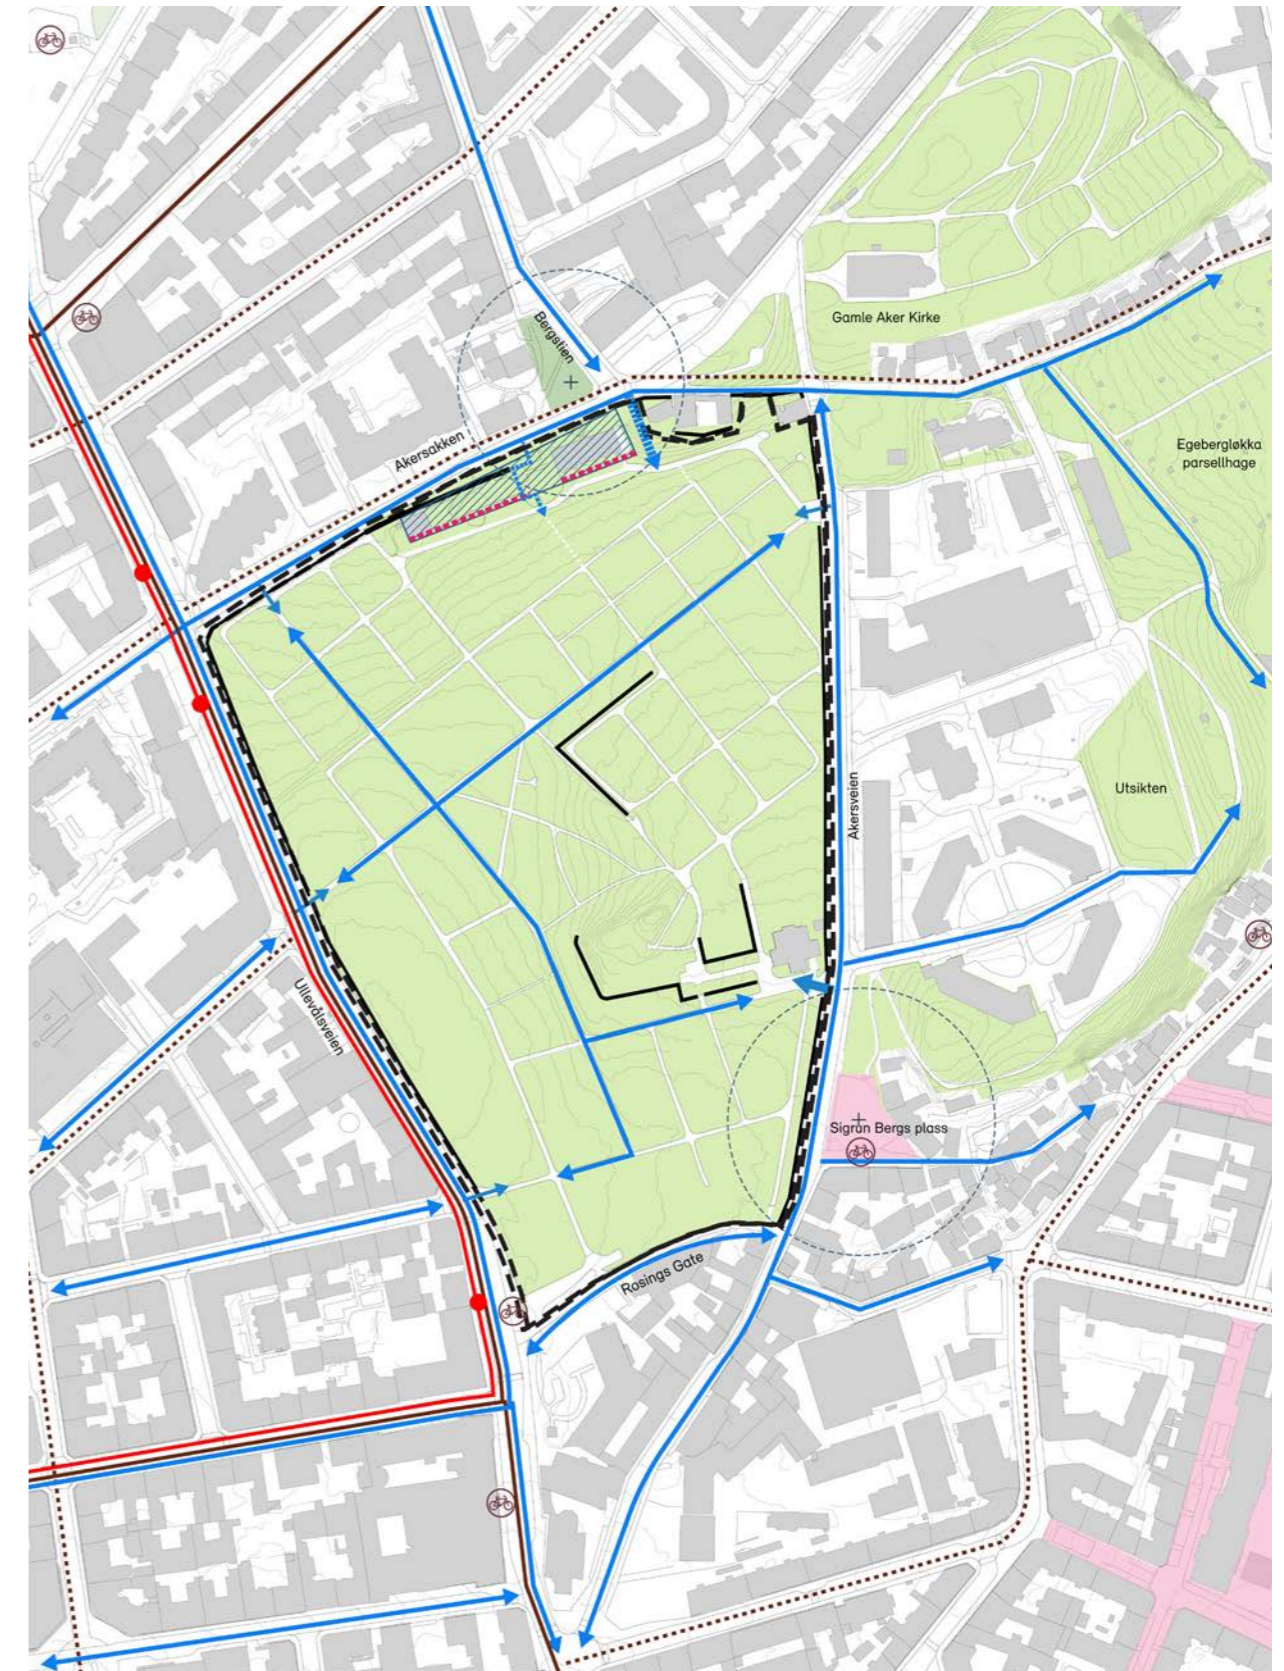 Bergstien
Gamle Aker Kirke
Akersakken
Egebergløkka
parsellhage
Utsikten
Akersveien
Ullevålsveien
Sigrun Bergs plass
Rosings Gate